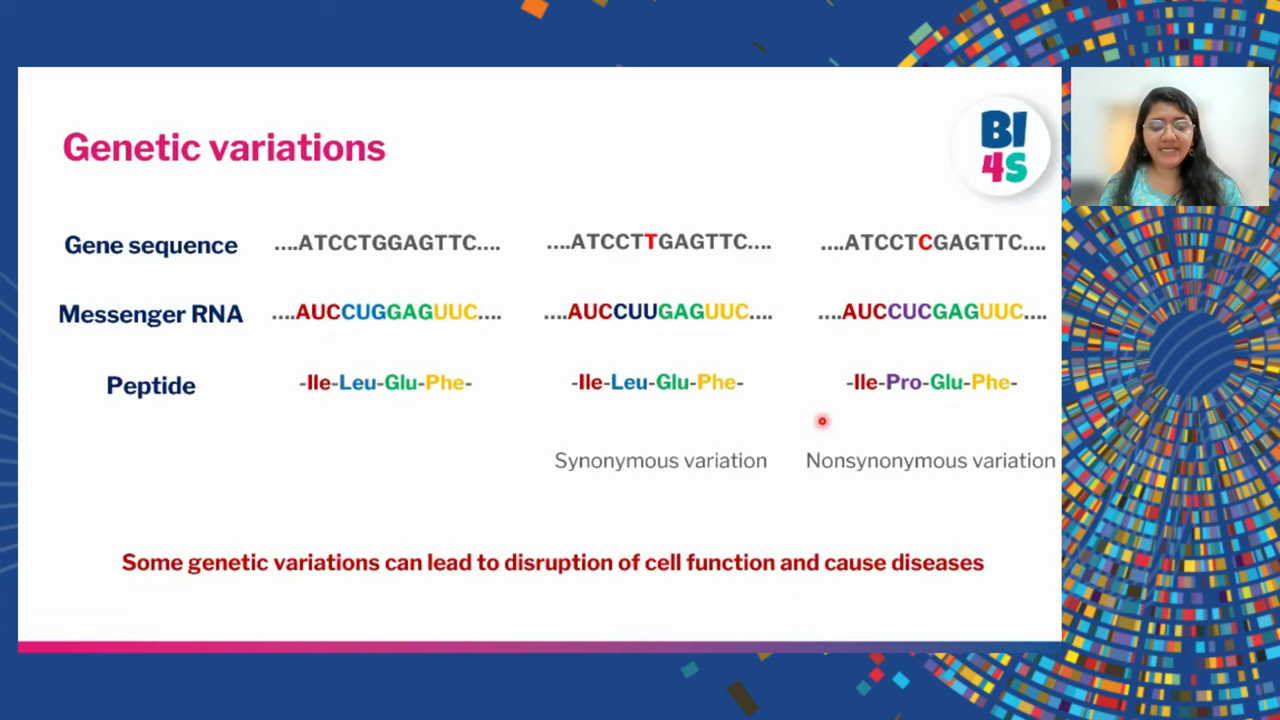 Genetic variations
BI
4S
Gene sequence ....ATCCTGGAGTTC.... ....ATCCTTGAGTTC.... ....ATCCTCGAGTTC....
Messenger RNA ....AUCCUGGAGUUC.... ....AUCCUUGAGUUC.... ....AUCCUCGAGUUC....
Peptide -Ile-Leu-Glu-Phe- -Ile-Leu-Glu-Phe- -Ile-Pro-Glu-Phe-
Synonymous variation Nonsynonymous variation
Some genetic variations can lead to disruption of cell function and cause diseases